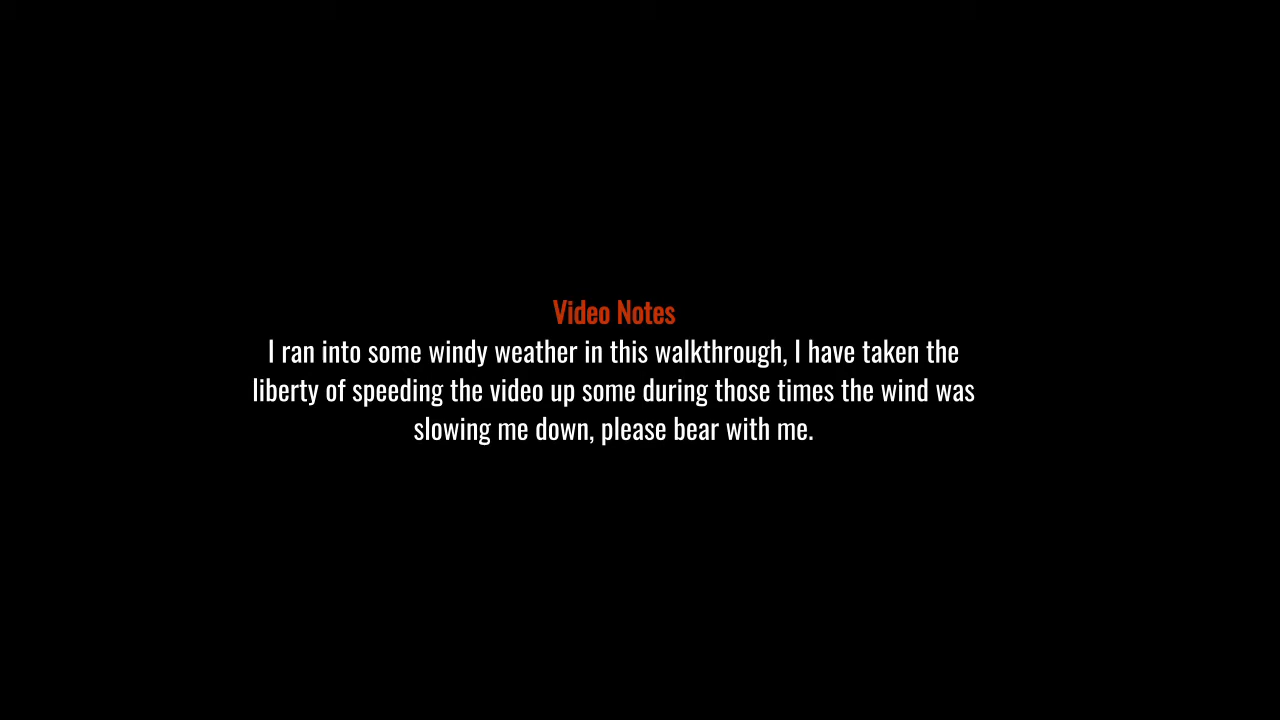 Video Notes
I ran into some windy weather in this walkthrough, I have taken the
liberty of speeding the video up some during those times the wind was
slowing me down, please bear with me.